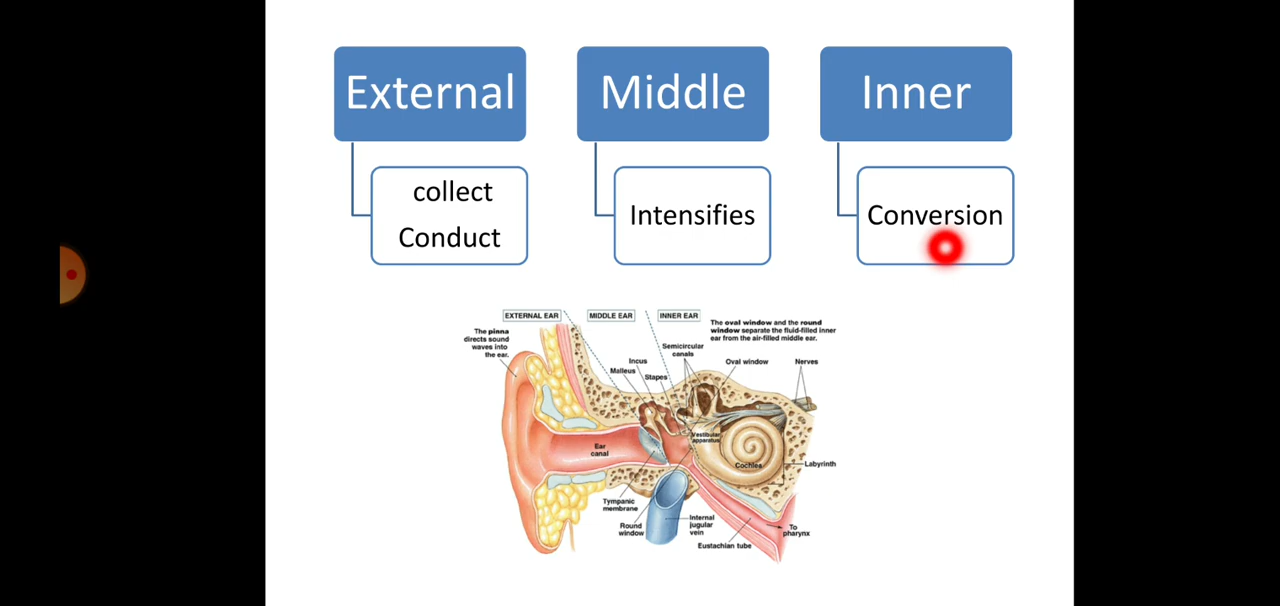 External
Middle
Inner
collect
Conduct
Intensifies
Conversion
EXTERNAL EAR
MIDDLE EAR
INNER EAR
The pinna
directs sound
waves into
the ear.
The oval window and the round
window separate the fluid-filled inner
ear from the air-filled middle ear.
Semicircular
canals
Oval window
Nerves
Incus
Malleus
Stapes
Vestibular
apparatus
Ear
canal
Cochlea
Labyrinth
Tympanic
membrane
Round
window
Internal
jugular
vein
Eustachian tube
To
pharynx